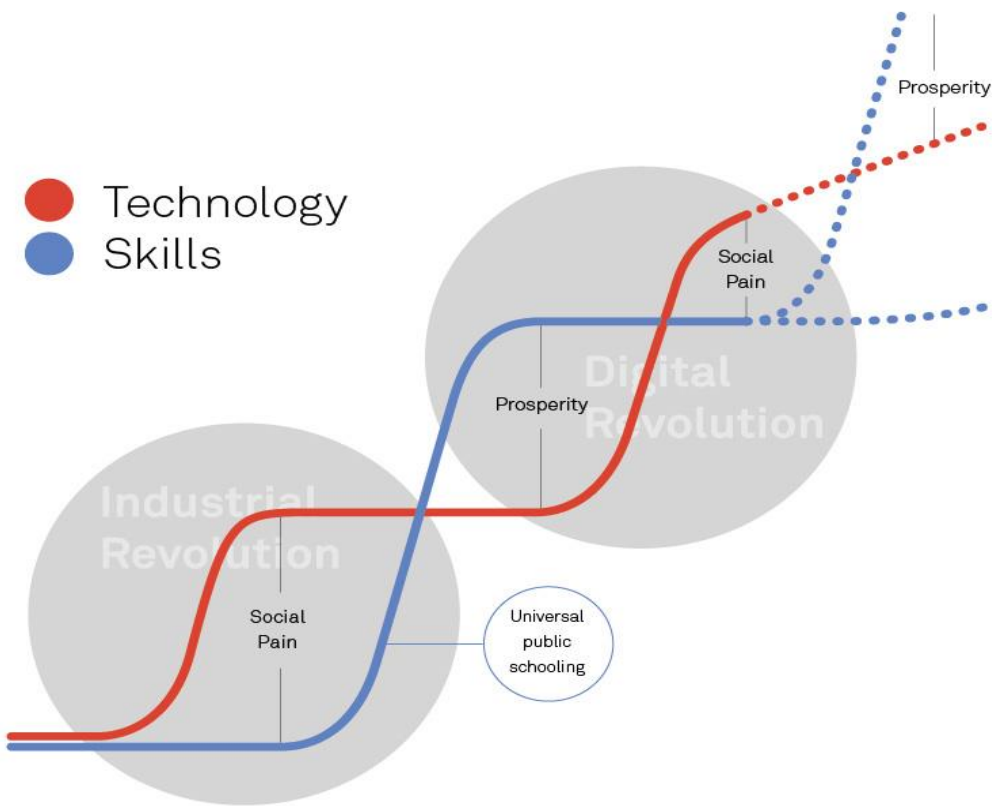 Prosperity
Technology
Skills
Social
Pain
Digital
Revolution
Prosperity
Industrial
Revolution
Social
Pain
Universal
public
schooling